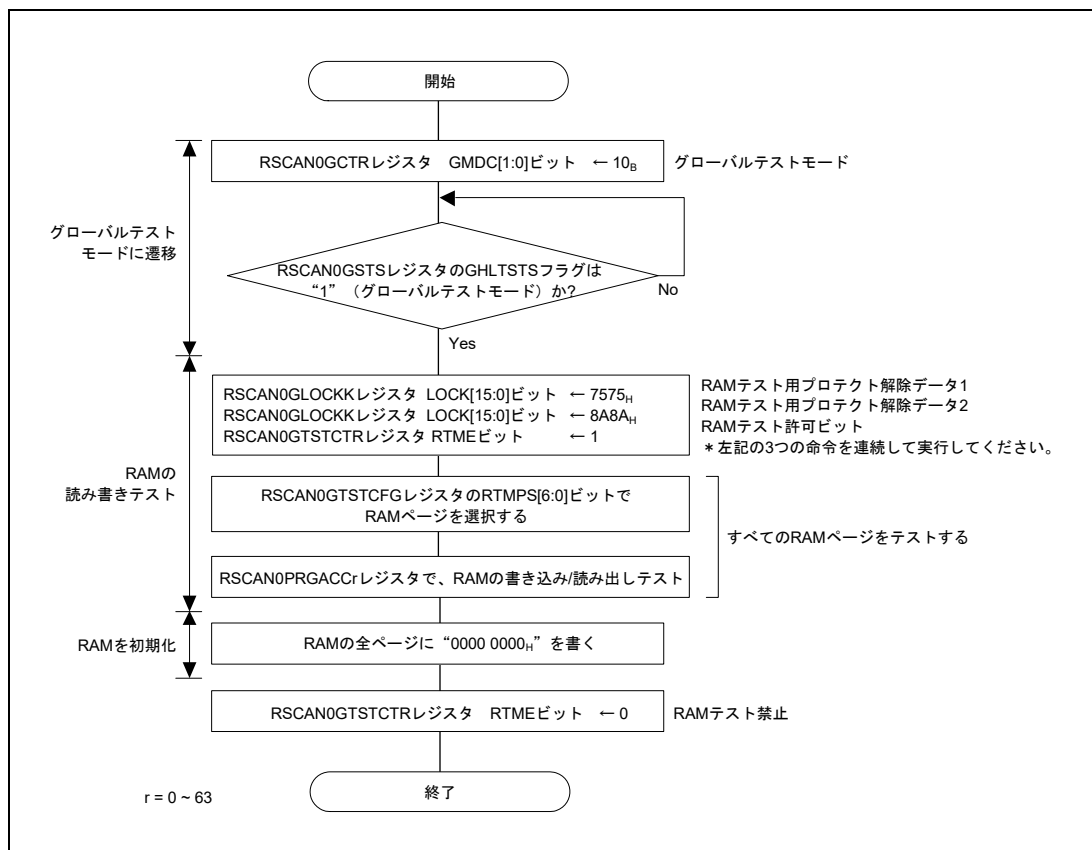 開始
RSCAN0GCTRレジスタ　GMDC[1:0]ビット　← 10B
グローバルテストモード
グローバルテスト
モードに遷移
RSCAN0GSTSレジスタのGHLTSTSフラグは
“1”（グローバルテストモード）か?
No
Yes
RSCAN0GLOCKKレジスタ LOCK[15:0]ビット ← 7575H
RSCAN0GLOCKKレジスタ LOCK[15:0]ビット ← 8A8AH
RSCAN0GTSTCTRレジスタ RTMEビット ← 1
RAMテスト用プロテクト解除データ1
RAMテスト用プロテクト解除データ2
RAMテスト許可ビット
＊左記の3つの命令を連続して実行してください。
RAMの
読み書きテスト
RSCAN0GTSTCFGレジスタのRTMPS[6:0]ビットで
RAMページを選択する
すべてのRAMページをテストする
RSCAN0PRGACCrレジスタで、RAMの書き込み/読み出しテスト
RAMを初期化
RAMの全ページに“0000 0000H”を書く
RSCAN0GTSTCTRレジスタ　RTMEビット　← 0
RAMテスト禁止
終了
r = 0 ~ 63